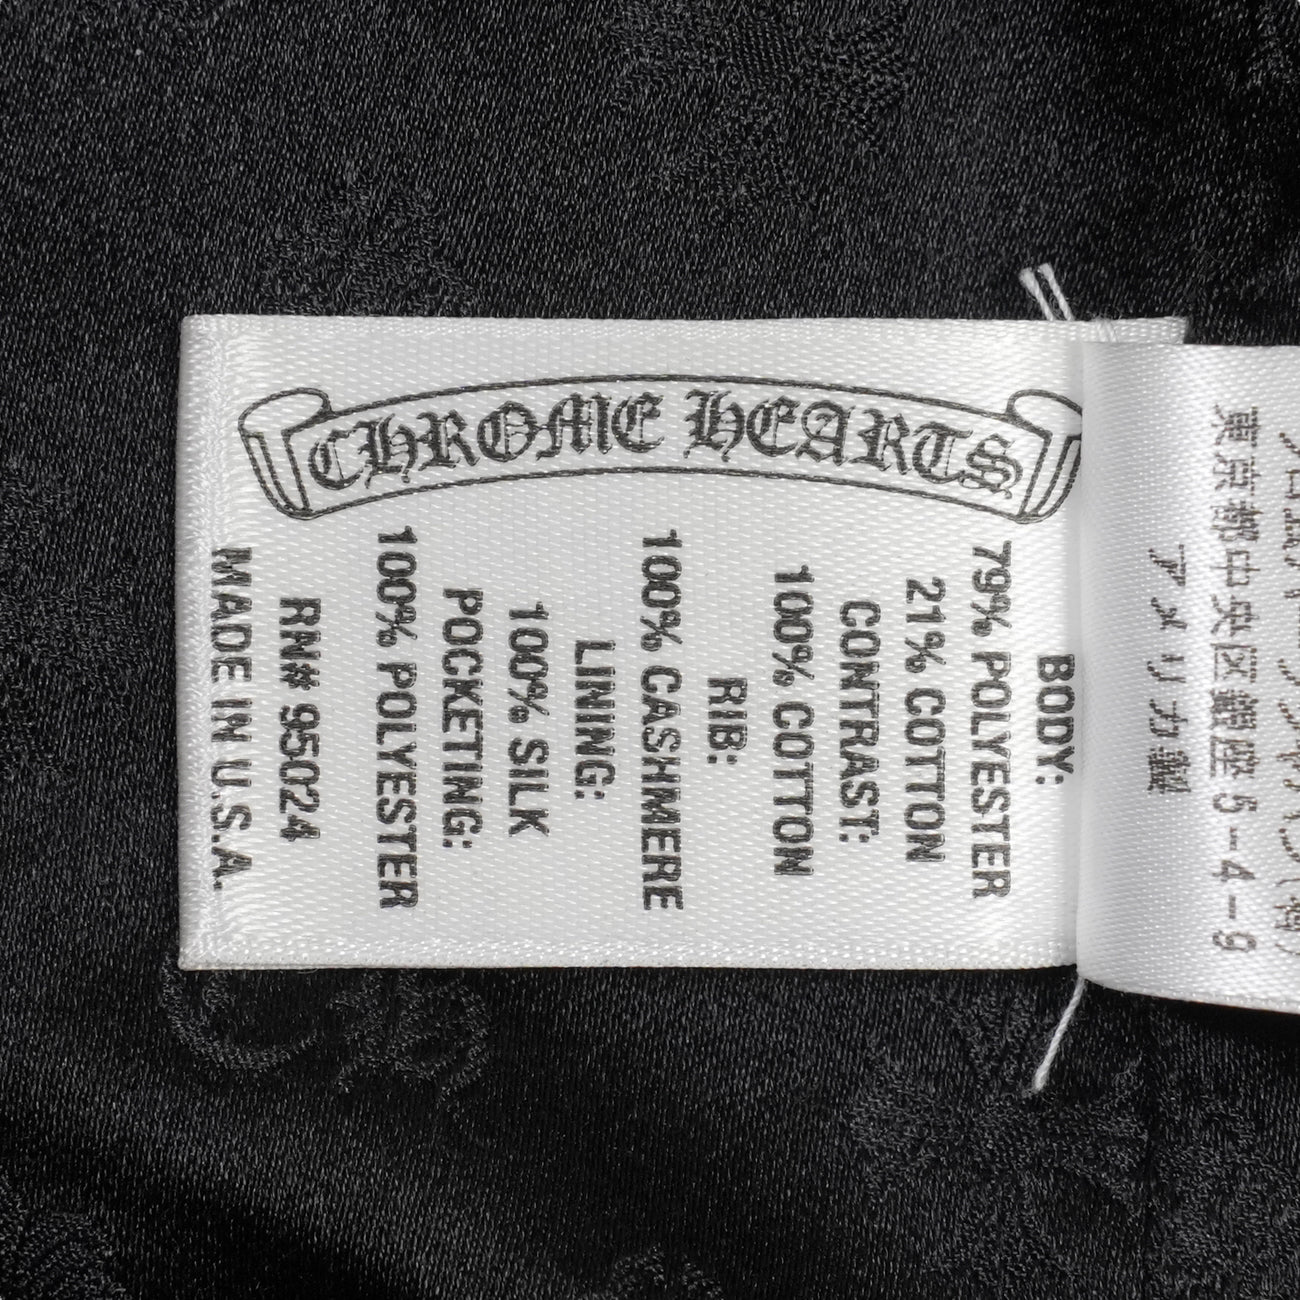 CHROME HEARTS
BODY:
79% POLYESTER
21% COTTON
CONTRAST:
100% COTTON
RIB:
100% CASHMERE
LINING:
100% SILK
POCKETING:
100% POLYESTER
RN# 95024
MADE IN U.S.A.
東京都中央区銀座5-4-9
アメリカ製